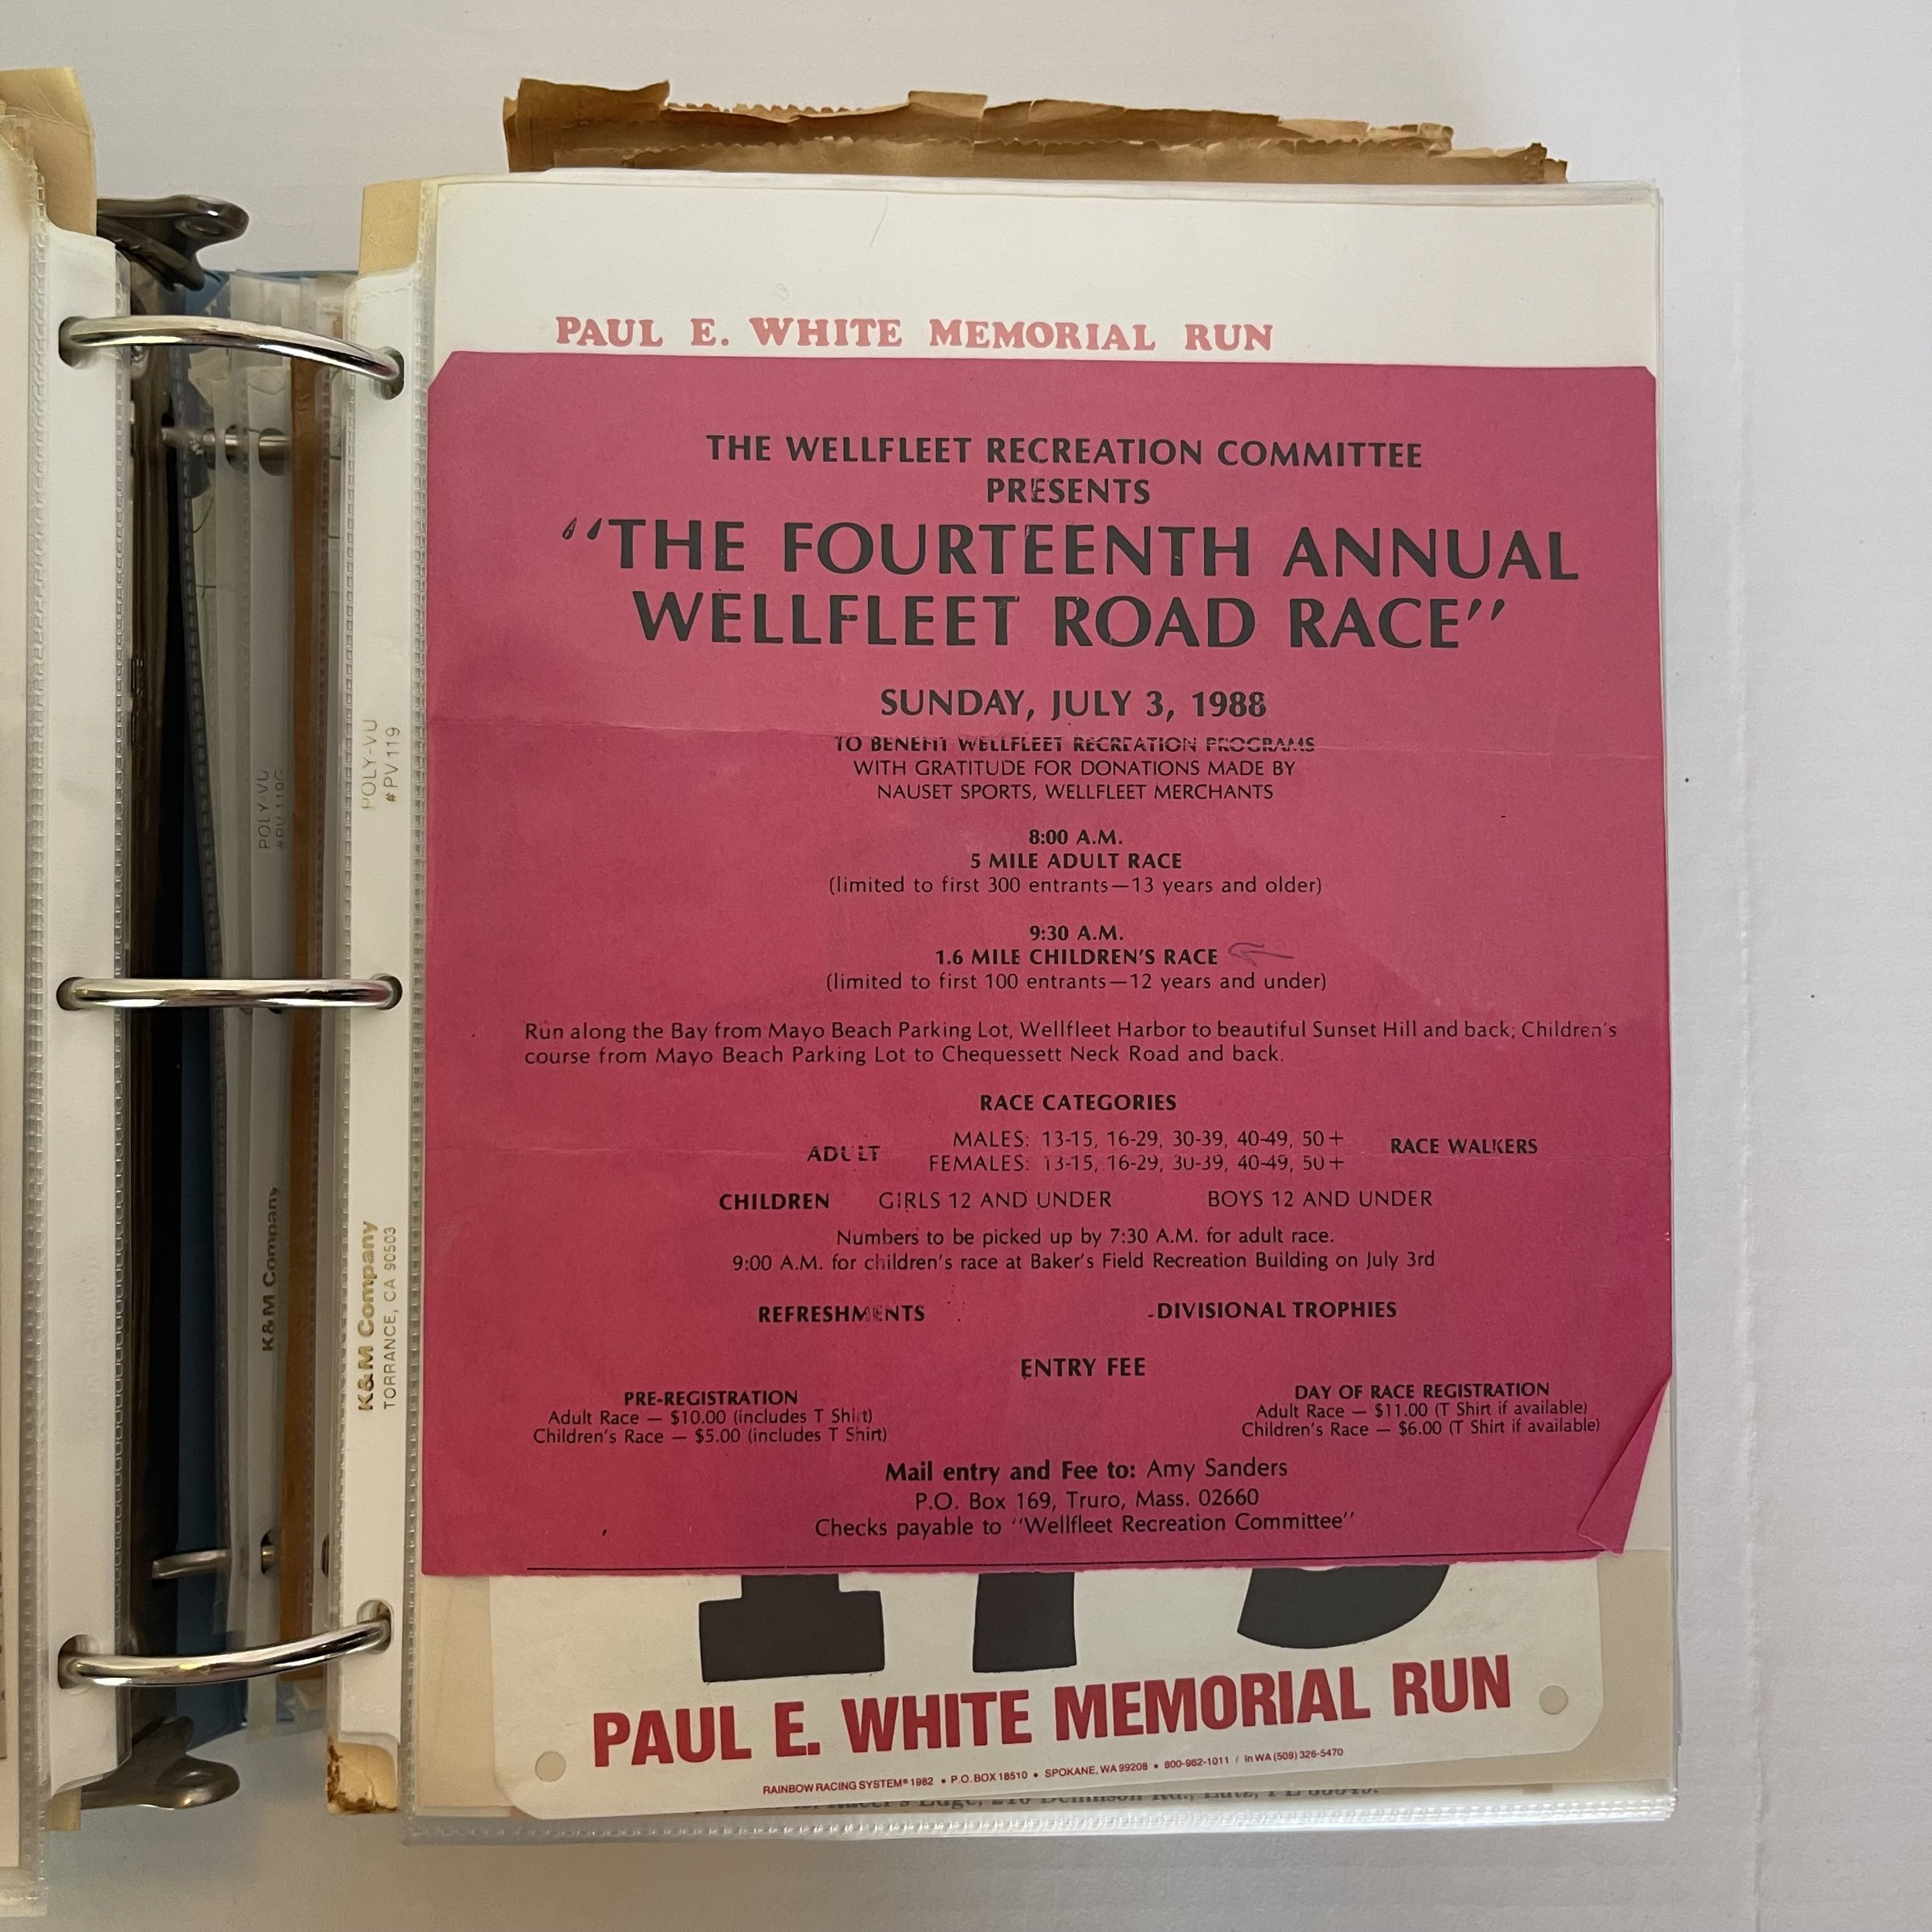 PAUL E. WHITE MEMORIAL RUN
THE WELLFLEET RECREATION COMMITTEE
PRESENTS
"THE FOURTEENTH ANNUAL
WELLFLEET ROAD RACE"
SUNDAY, JULY 3, 1988
TO BENEFIT WELLFLEET RECREATION PROGRAMS
WITH GRATITUDE FOR DONATIONS MADE BY
NAUSET SPORTS, WELLFLEET MERCHANTS
8:00 A.M.
5 MILE ADULT RACE
(limited to first 300 entrants—13 years and older)
9:30 A.M.
1.6 MILE CHILDREN'S RACE
(limited to first 100 entrants—12 years and under)
Run along the Bay from Mayo Beach Parking Lot, Wellfleet Harbor to beautiful Sunset Hill and back; Children's
course from Mayo Beach Parking Lot to Chequessett Neck Road and back.
RACE CATEGORIES
ADULT MALES: 13-15, 16-29, 30-39, 40-49, 50+ RACE WALKERS
FEMALES: 13-15, 16-29, 30-39, 40-49, 50+
CHILDREN GIRLS 12 AND UNDER BOYS 12 AND UNDER
Numbers to be picked up by 7:30 A.M. for adult race.
9:00 A.M. for children's race at Baker's Field Recreation Building on July 3rd
REFRESHMENTS -DIVISIONAL TROPHIES
ENTRY FEE
PRE-REGISTRATION
Adult Race — $10.00 (includes T Shirt)
Children's Race — $5.00 (includes T Shirt)
DAY OF RACE REGISTRATION
Adult Race — $11.00 (T Shirt if available)
Children's Race — $6.00 (T Shirt if available)
Mail entry and Fee to: Amy Sanders
P.O. Box 169, Truro, Mass. 02660
Checks payable to "Wellfleet Recreation Committee"
PAUL E. WHITE MEMORIAL RUN
RAINBOW RACING SYSTEM® 1982 • P.O. BOX 18510 • SPOKANE, WA 99208 • 800-962-1011 / In WA (509) 326-5470
POLY-VU
#PV119
K&M Company
TORRANCE, CA 90503
POLY-VU
#PV 119G
K&M Company